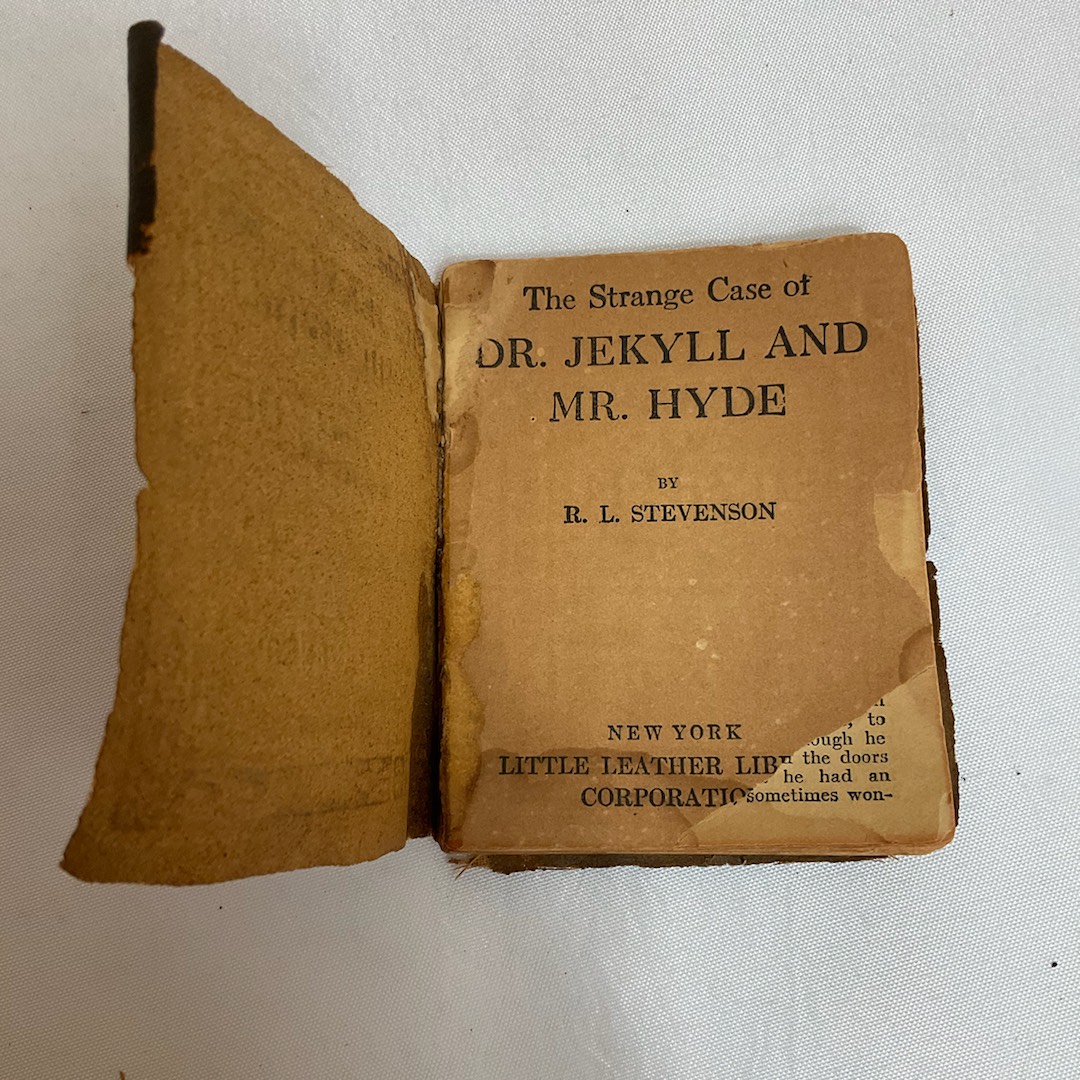 The Strange Case of
DR. JEKYLL AND
MR. HYDE
BY
R. L. STEVENSON
NEW YORK
LITTLE LEATHER LIB
CORPORATIO
to
ough he
the doors
he had an
sometimes won-